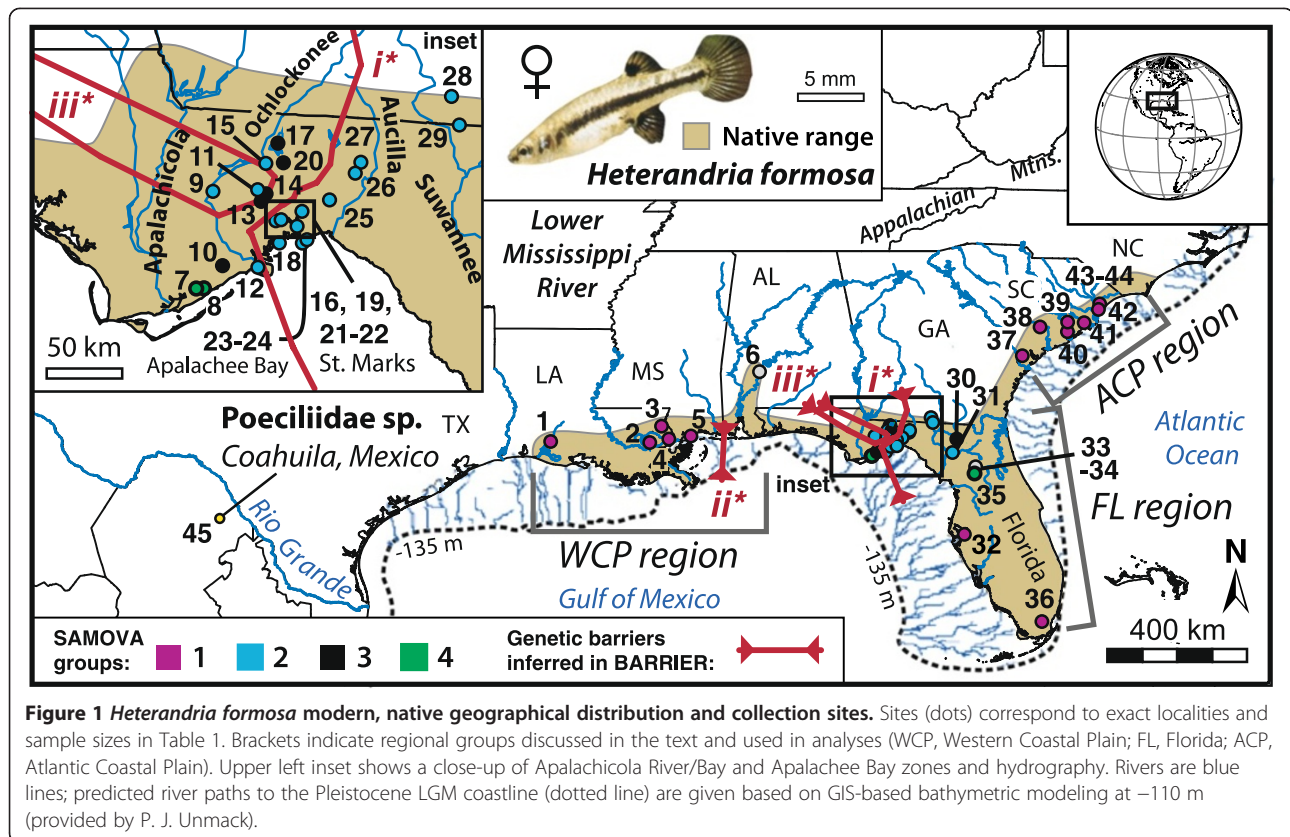 inset
28
29
iii*
i*
Ochlockonee
Aucilla
Suwannee
Apalachicola
15
17
11
20
27
9
14
26
13
25
10
18
7
8
12
16, 19,
21-22
23-24
St. Marks
Apalachee Bay
50 km
♀
5 mm
Native range
Heterandria formosa
Lower
Mississippi
River
Appalachian
Mtns.
NC
SC
GA
AL
MS
LA
TX
43-44
42
41
40
39
38
37
ACP region
Atlantic
Ocean
6
iii*
i*
30
31
1
2
3
4
5
ii*
inset
33
-34
35
32
Florida
36
FL region
WCP region
Gulf of Mexico
-135 m
-135 m
Poeciliidae sp.
Coahuila, Mexico
45
Rio Grande
N
400 km
SAMOVA
groups:
1
2
3
4
Genetic barriers
inferred in BARRIER:
Figure 1 Heterandria formosa modern, native geographical distribution and collection sites. Sites (dots) correspond to exact localities and
sample sizes in Table 1. Brackets indicate regional groups discussed in the text and used in analyses (WCP, Western Coastal Plain; FL, Florida; ACP,
Atlantic Coastal Plain). Upper left inset shows a close-up of Apalachicola River/Bay and Apalachee Bay zones and hydrography. Rivers are blue
lines; predicted river paths to the Pleistocene LGM coastline (dotted line) are given based on GIS-based bathymetric modeling at −110 m
(provided by P. J. Unmack).